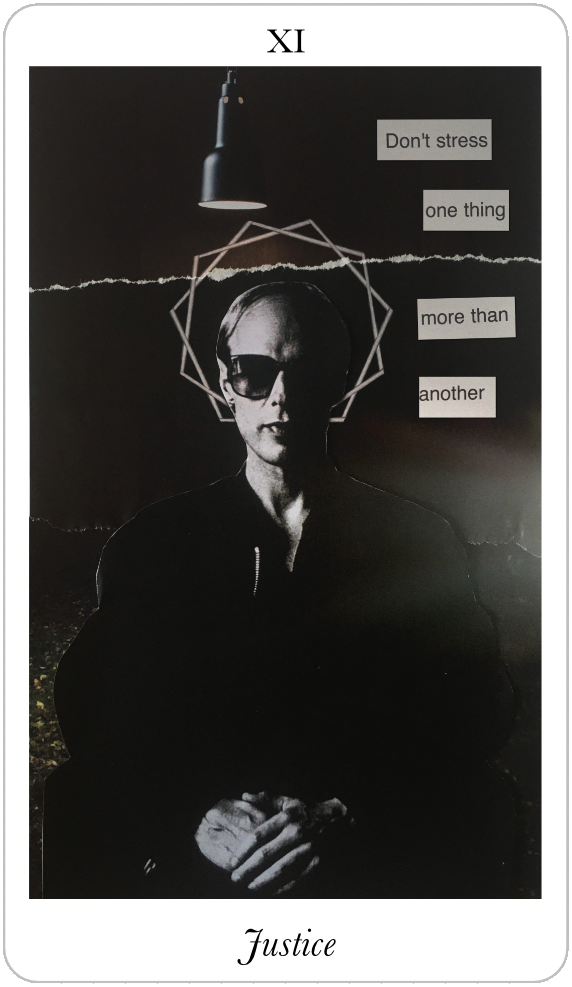 XI
Don't stress
one thing
more than
another
Justice